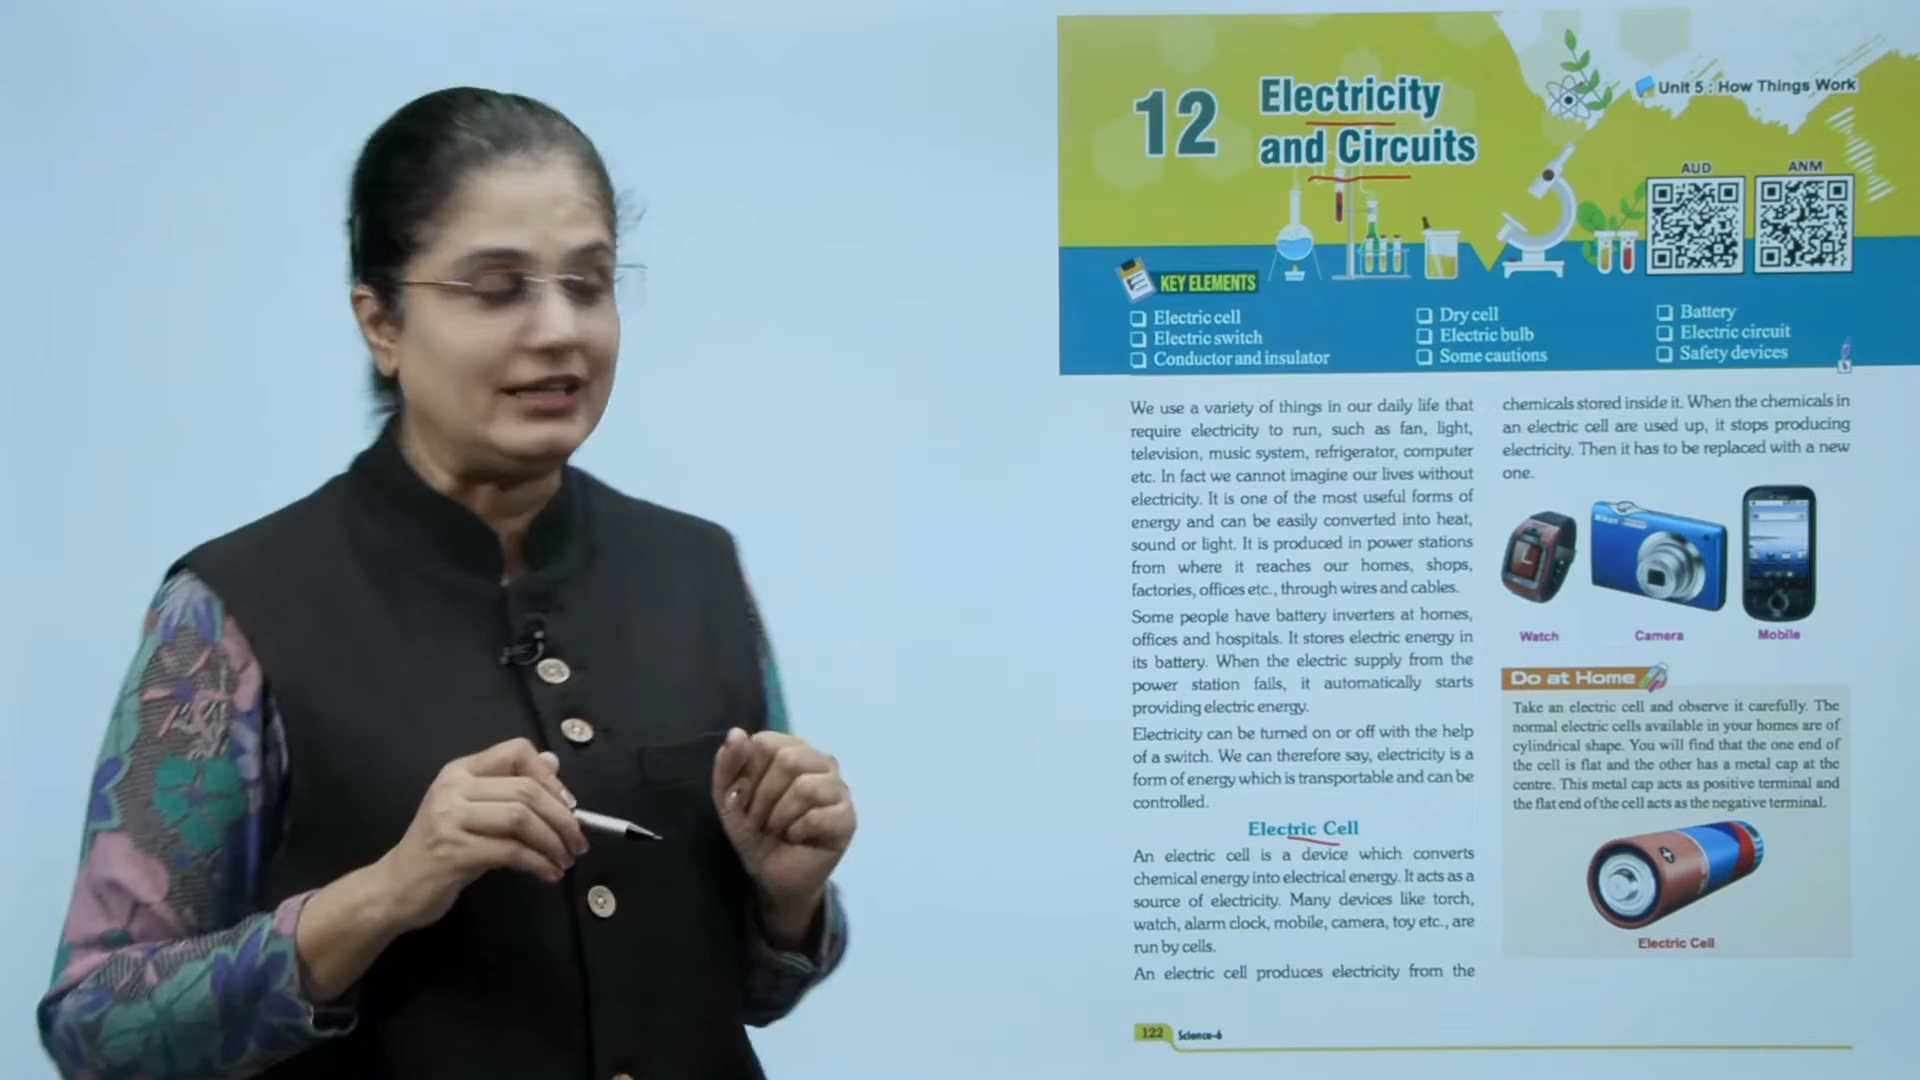 12
Electricity
and Circuits
Unit 5 : How Things Work
AUD
ANM
KEY ELEMENTS
Electric cell
Dry cell
Battery
Electric switch
Electric bulb
Electric circuit
Conductor and insulator
Some cautions
Safety devices
We use a variety of things in our daily life that
require electricity to run, such as fan, light,
television, music system, refrigerator, computer
etc. In fact we cannot imagine our lives without
electricity. It is one of the most useful forms of
energy and can be easily converted into heat,
sound or light. It is produced in power stations
from where it reaches our homes, shops,
factories, offices etc., through wires and cables.
Some people have battery inverters at homes,
offices and hospitals. It stores electric energy in
its battery. When the electric supply from the
power station fails, it automatically starts
providing electric energy.
Electricity can be turned on or off with the help
of a switch. We can therefore say, electricity is a
form of energy which is transportable and can be
controlled.
Electric Cell
An electric cell is a device which converts
chemical energy into electrical energy. It acts as a
source of electricity. Many devices like torch,
watch, alarm clock, mobile, camera, toy etc., are
run by cells.
An electric cell produces electricity from the
chemicals stored inside it. When the chemicals in
an electric cell are used up, it stops producing
electricity. Then it has to be replaced with a new
one.
Nikon
Watch
Camera
Mobile
Do at Home
Take an electric cell and observe it carefully. The
normal electric cells available in your homes are of
cylindrical shape. You will find that the one end of
the cell is flat and the other has a metal cap at the
centre. This metal cap acts as positive terminal and
the flat end of the cell acts as the negative terminal.
Electric Cell
122
Science-6